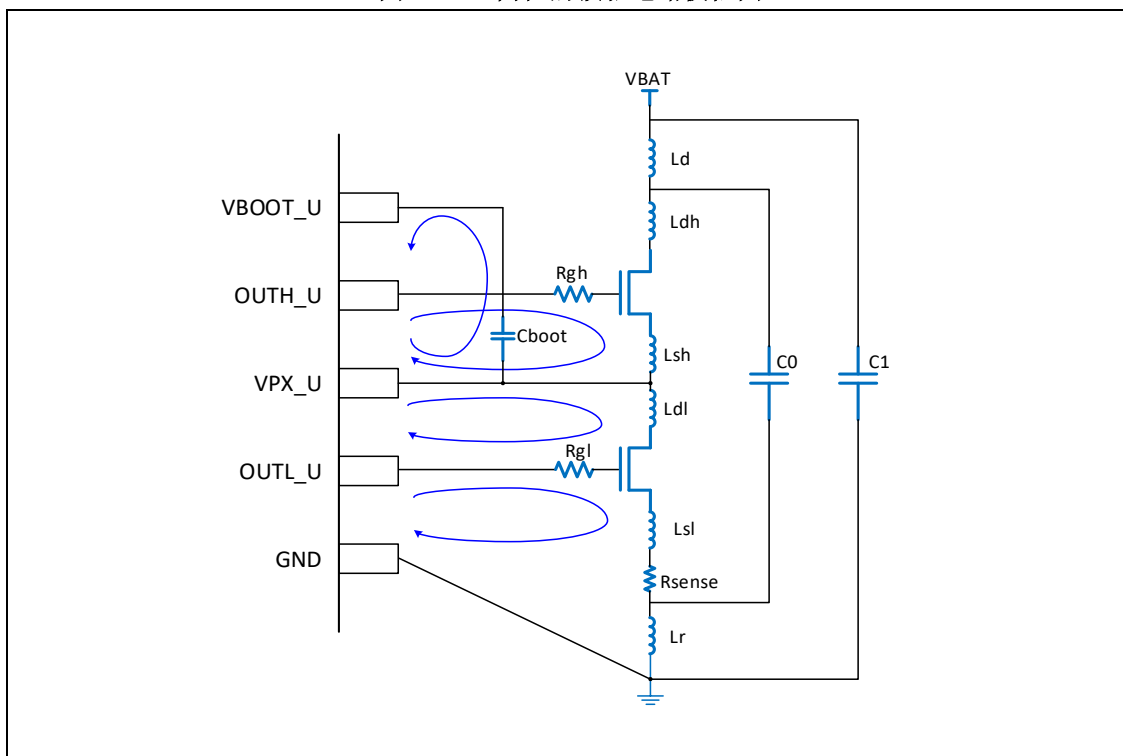 VBAT
Ld
VBOOT_U
Ldh
Rgh
OUTH_U
Cboot
Lsh
C0
C1
VPX_U
Ldl
Rgl
OUTL_U
Lsl
GND
Rsense
Lr